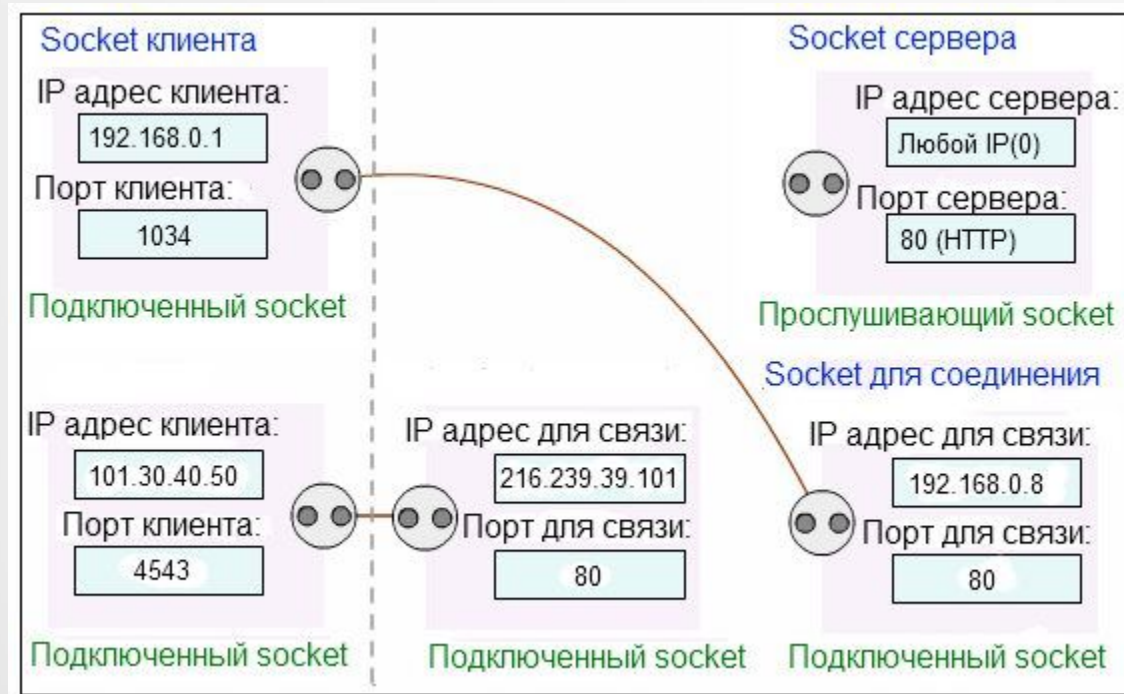 Socket клиента
IP адрес клиента:
192.168.0.1
Порт клиента:
1034
Подключенный socket
Socket сервера
IP адрес сервера:
Любой IP(0)
Порт сервера:
80 (HTTP)
Прослушивающий socket
IP адрес клиента:
101.30.40.50
Порт клиента:
4543
Подключенный socket
IP адрес для связи:
216.239.39.101
Порт для связи:
80
Подключенный socket
Socket для соединения
IP адрес для связи:
192.168.0.8
Порт для связи:
80
Подключенный socket